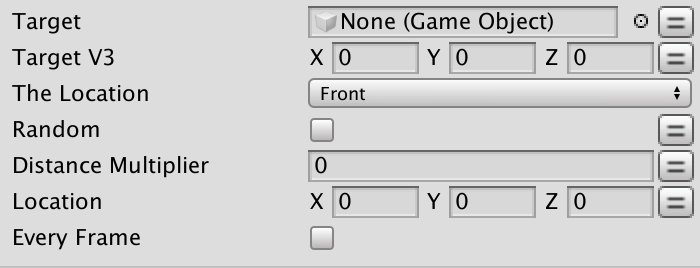 Target None (Game Object)
Target V3 X 0 Y 0 Z 0
The Location Front
Random
Distance Multiplier 0
Location X 0 Y 0 Z 0
Every Frame